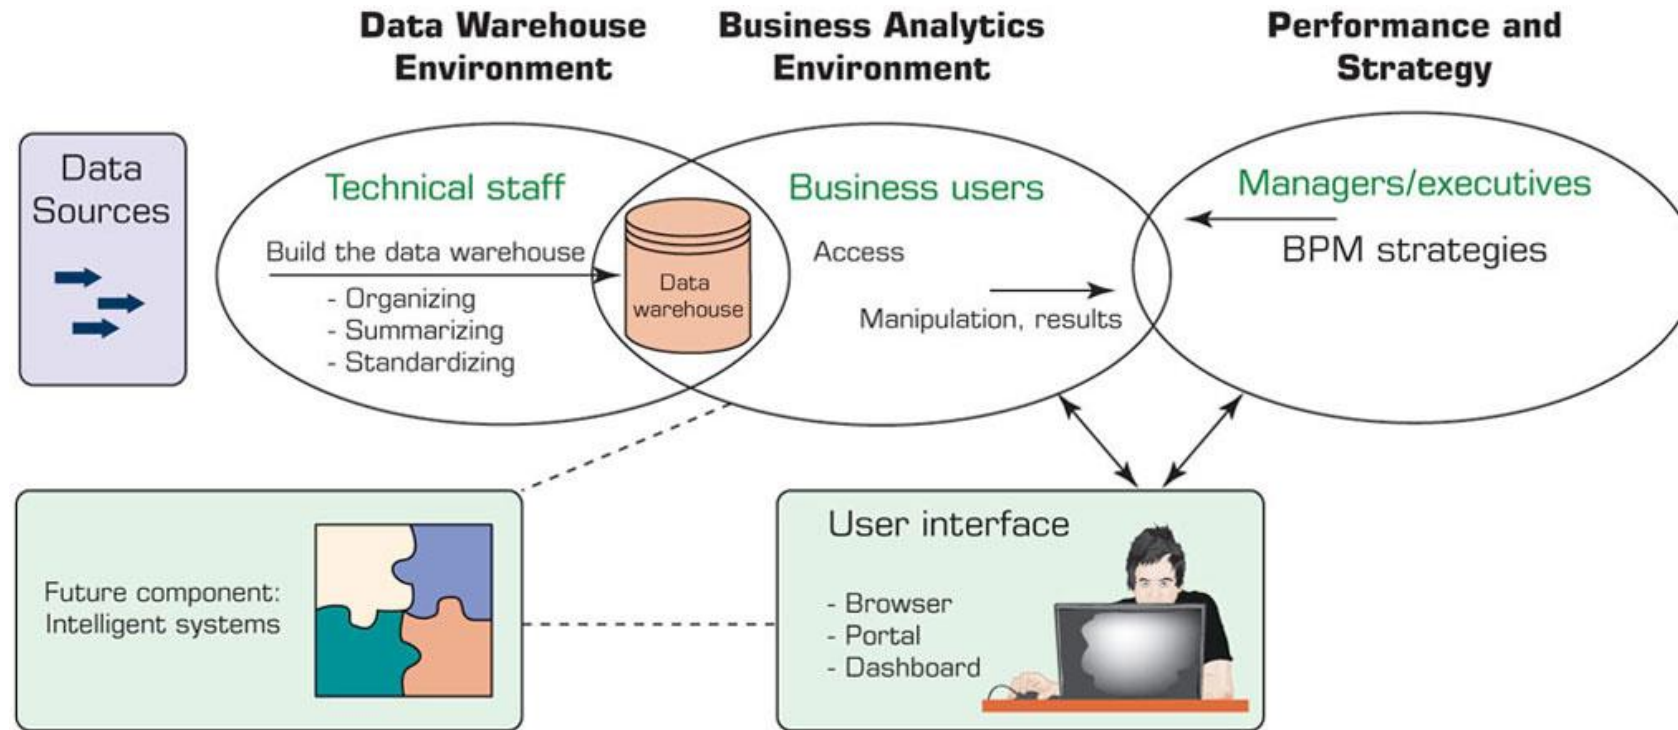 Data Warehouse
Environment
Business Analytics
Environment
Performance and
Strategy
Data
Sources
Technical staff
Build the data warehouse
- Organizing
- Summarizing
- Standardizing
Data
warehouse
Business users
Access
Manipulation, results
Managers/executives
BPM strategies
Future component:
Intelligent systems
User interface
- Browser
- Portal
- Dashboard